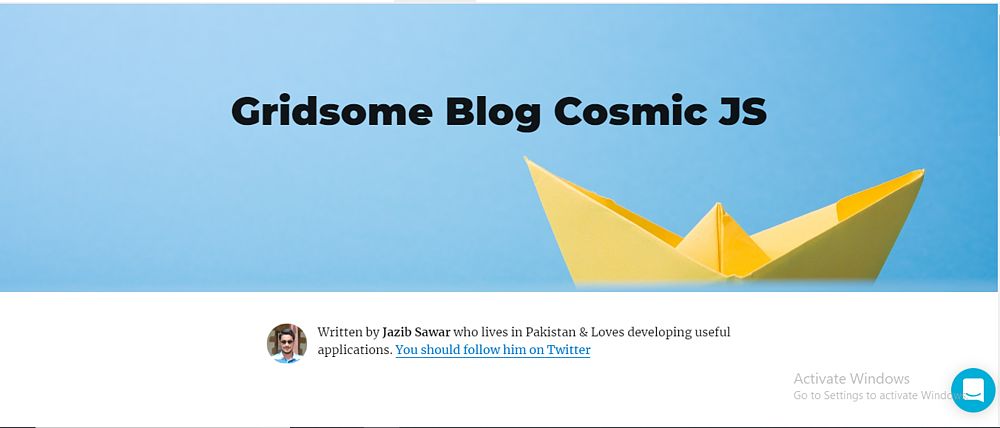 Gridsome Blog Cosmic JS
Written by Jazib Sawar who lives in Pakistan & Loves developing useful
applications. You should follow him on Twitter
Activate Windows
Go to Settings to activate Windows